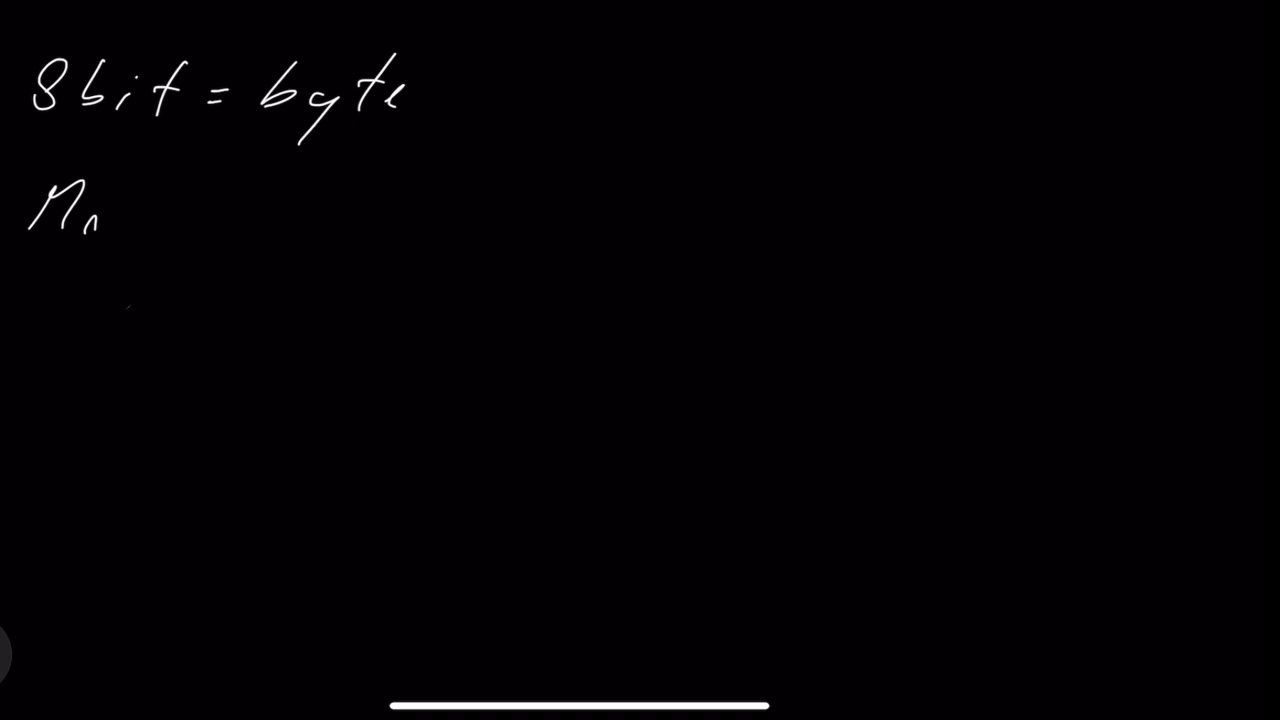 8bit = byte